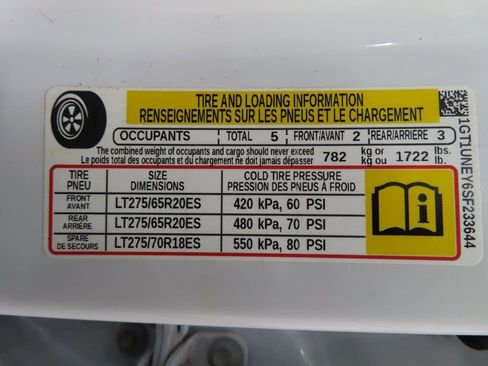 TIRE AND LOADING INFORMATION
RENSEIGNEMENTS SUR LES PNEUS ET LE CHARGEMENT
OCCUPANTS TOTAL 5 FRONT/AVANT 2 REAR/ARRIÈRE 3
The combined weight of occupants and cargo should never exceed 782 kg or 1722 lbs.
Le poids total des occupants et du chargement ne doit jamais dépasser kg ou lb.
TIRE SIZE COLD TIRE PRESSURE
PNEU DIMENSIONS PRESSION DES PNEUS À FROID
FRONT AVANT LT275/65R20ES 420 kPa, 60 PSI
REAR ARRIÈRE LT275/65R20ES 480 kPa, 70 PSI
SPARE DE SECOURS LT275/70R18ES 550 kPa, 80 PSI
1GT1UNEY6SF233644